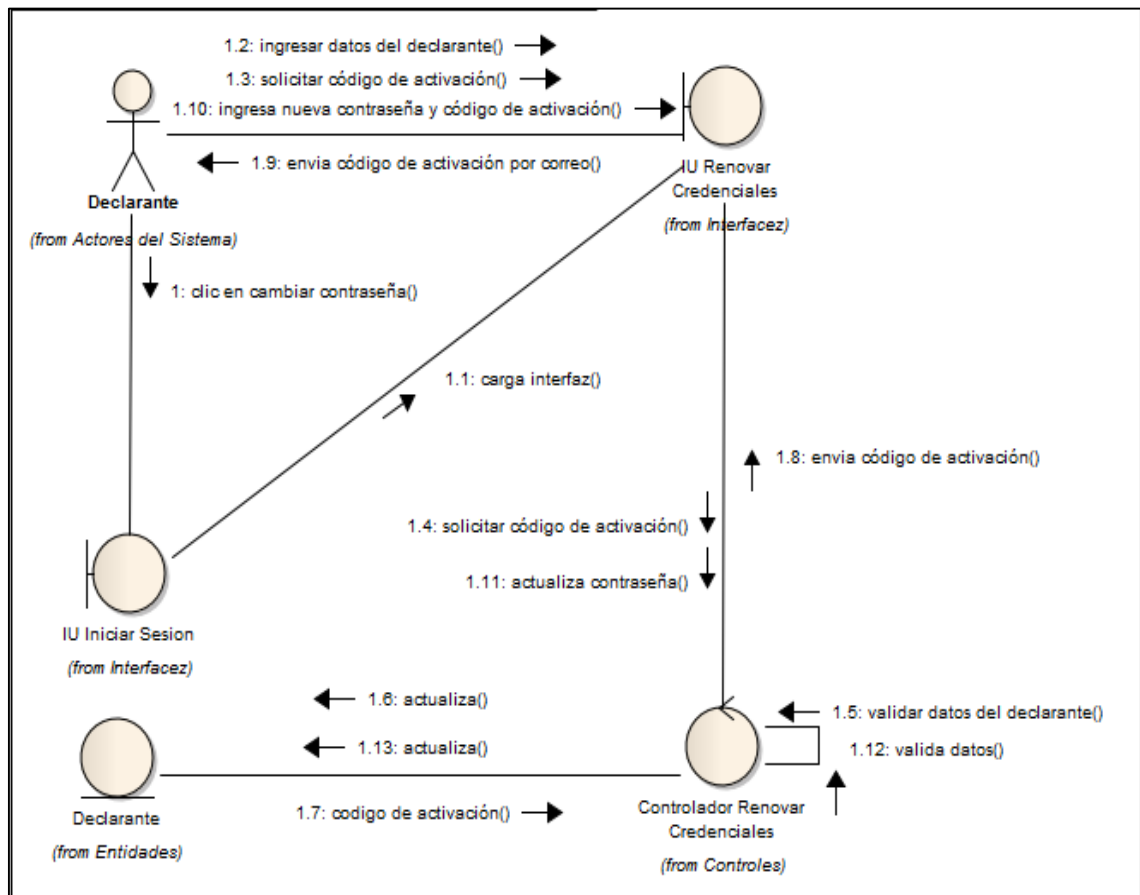 1.2: ingresar datos del declarante()
1.3: solicitar código de activación()
1.10: ingresa nueva contraseña y código de activación()
1.9: envia código de activación por correo()
IU Renovar
Credenciales
(from Interfacez)
Declarante
(from Actores del Sistema)
1: clic en cambiar contraseña()
1.1: carga interfaz()
1.8: envia código de activación()
1.4: solicitar código de activación()
1.11: actualiza contraseña()
IU Iniciar Sesion
(from Interfacez)
1.6: actualiza()
1.5: validar datos del declarante()
1.13: actualiza()
1.12: valida datos()
1.7: codigo de activación()
Declarante
(from Entidades)
Controlador Renovar
Credenciales
(from Controles)